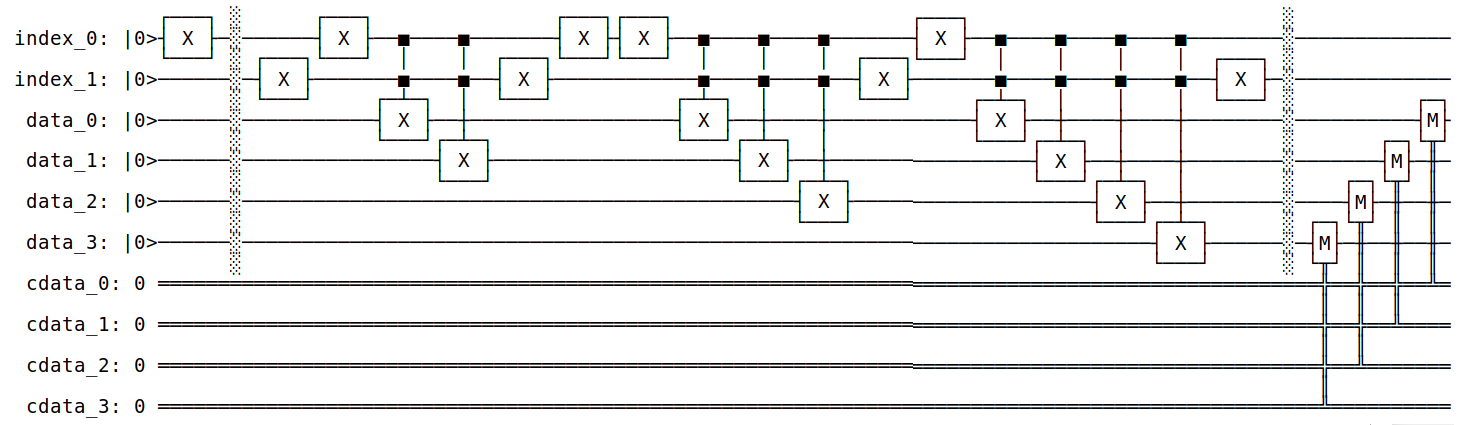 index_0: |0> X X X X X
index_1: |0> X X X X
data_0: |0> X X X M
data_1: |0> X X X M
data_2: |0> X X M
data_3: |0> X M
cdata_0: 0
cdata_1: 0
cdata_2: 0
cdata_3: 0